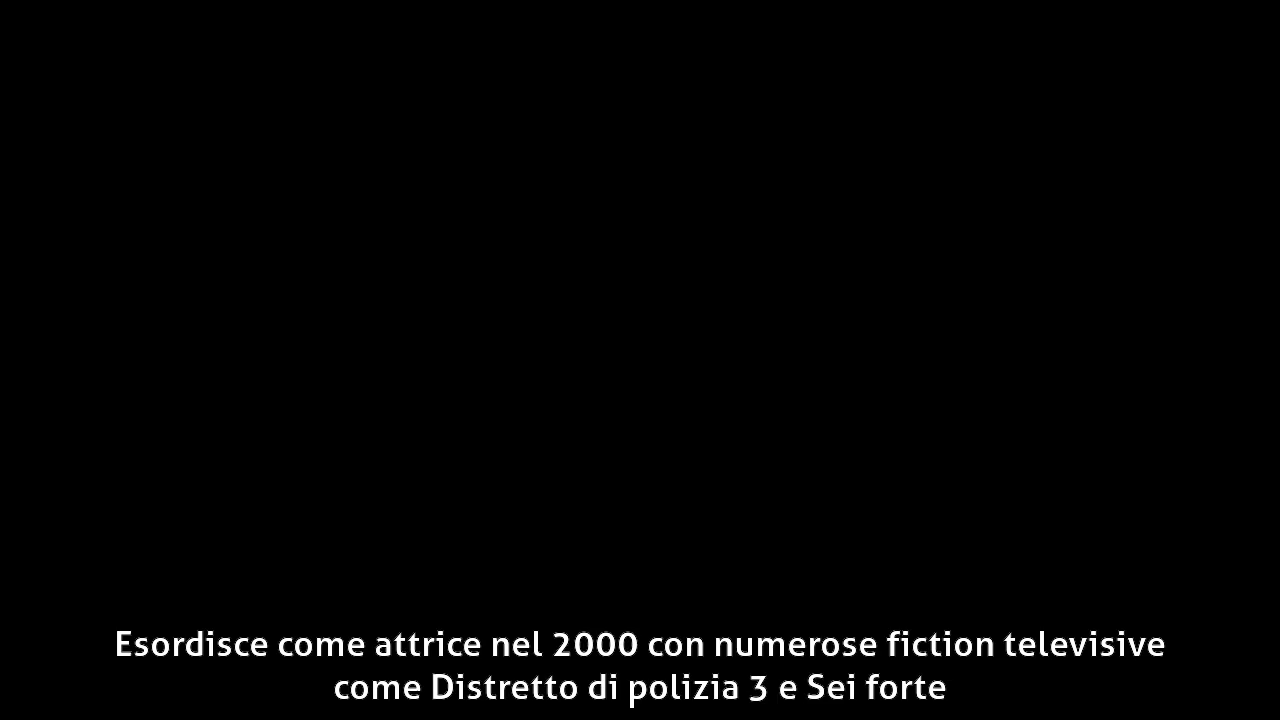 Esordisce come attrice nel 2000 con numerose fiction televisive
come Distretto di polizia 3 e Sei forte